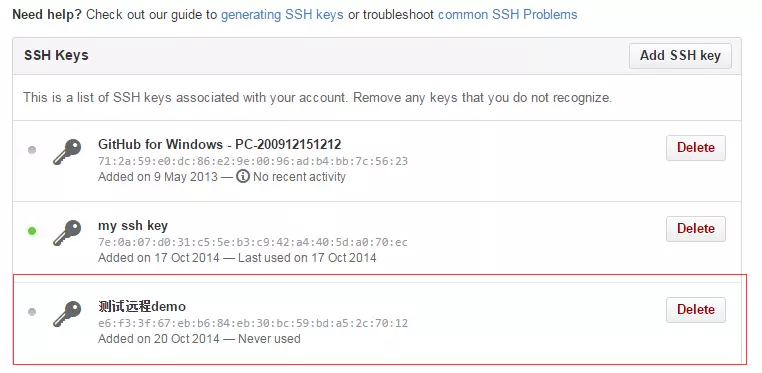 Need help? Check out our guide to generating SSH keys or troubleshoot common SSH Problems
SSH Keys
Add SSH key
This is a list of SSH keys associated with your account. Remove any keys that you do not recognize.
GitHub for Windows - PC-200912151212
Delete
71:2a:59:e0:dc:86:e2:9e:00:96:ad:b4:bb:7c:56:23
Added on 9 May 2013 — No recent activity
my ssh key
Delete
7e:0a:07:d0:31:c5:5e:b3:c9:42:a4:40:5d:a0:70:ec
Added on 17 Oct 2014 — Last used on 17 Oct 2014
测试远程demo
Delete
e6:f3:3f:67:eb:b6:84:eb:30:bc:59:bd:a5:2c:70:12
Added on 20 Oct 2014 — Never used